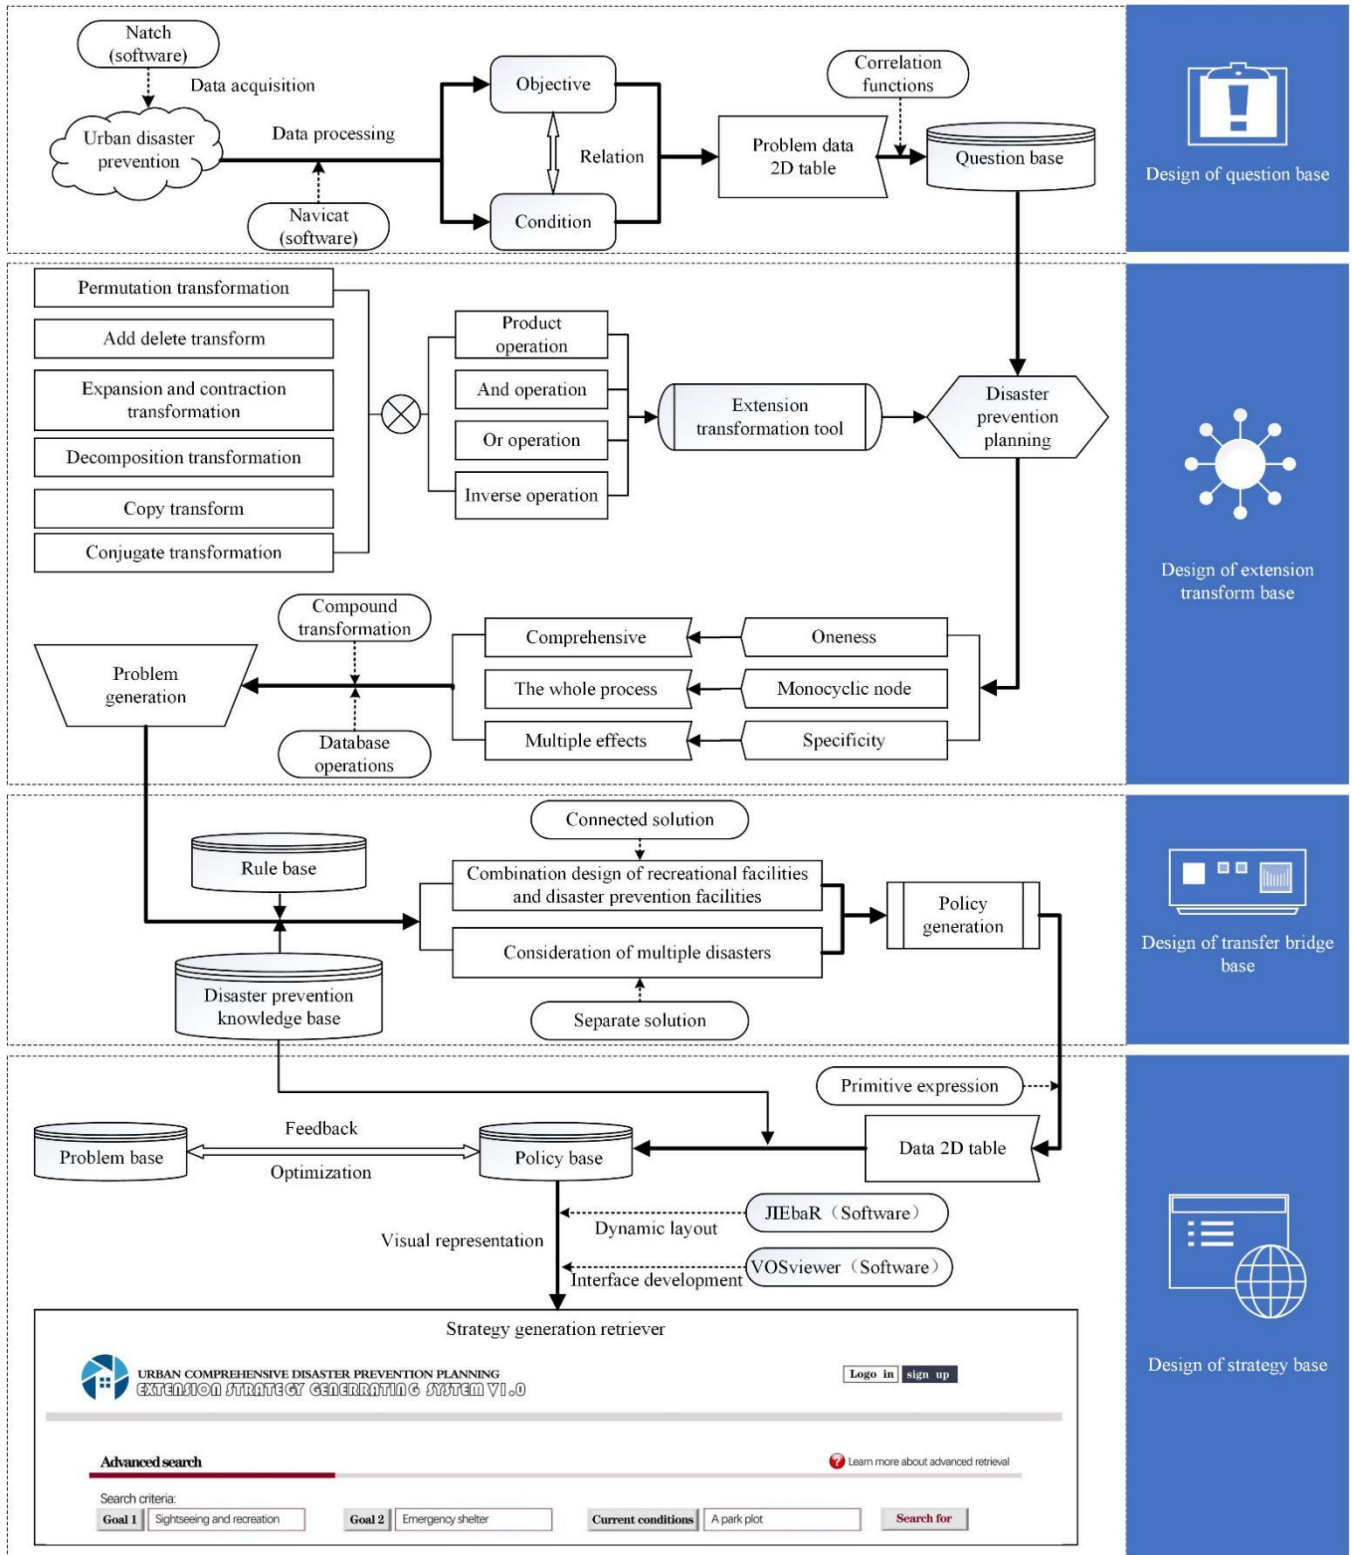 Natch
(software)
Data acquisition
Urban disaster
prevention
Data processing
Navicat
(software)
Objective
Relation
Condition
Problem data
2D table
Correlation
functions
Question base
Design of question base
Permutation transformation
Add delete transform
Expansion and contraction
transformation
Decomposition transformation
Copy transform
Conjugate transformation
Product
operation
And operation
Or operation
Inverse operation
Extension
transformation tool
Disaster
prevention
planning
Design of extension
transform base
Compound
transformation
Problem
generation
Database
operations
Comprehensive
Oneness
The whole process
Monocyclic node
Multiple effects
Specificity
Connected solution
Rule base
Combination design of recreational facilities
and disaster prevention facilities
Policy
generation
Consideration of multiple disasters
Disaster prevention
knowledge base
Separate solution
Design of transfer bridge
base
Primitive expression
Feedback
Problem base
Optimization
Policy base
Data 2D table
JIEbaR（Software）
Dynamic layout
Visual representation
VOSviewer（Software）
Interface development
Design of strategy base
Strategy generation retriever
URBAN COMPREHENSIVE DISASTER PREVENTION PLANNING
EXTENSION STRATEGY GENERRATING SYSTEM V1.0
Logo in sign up
Advanced search
? Learn more about advanced retrieval
Search criteria:
Goal 1 Sightseeing and recreation Goal 2 Emergency shelter Current conditions A park plot Search for